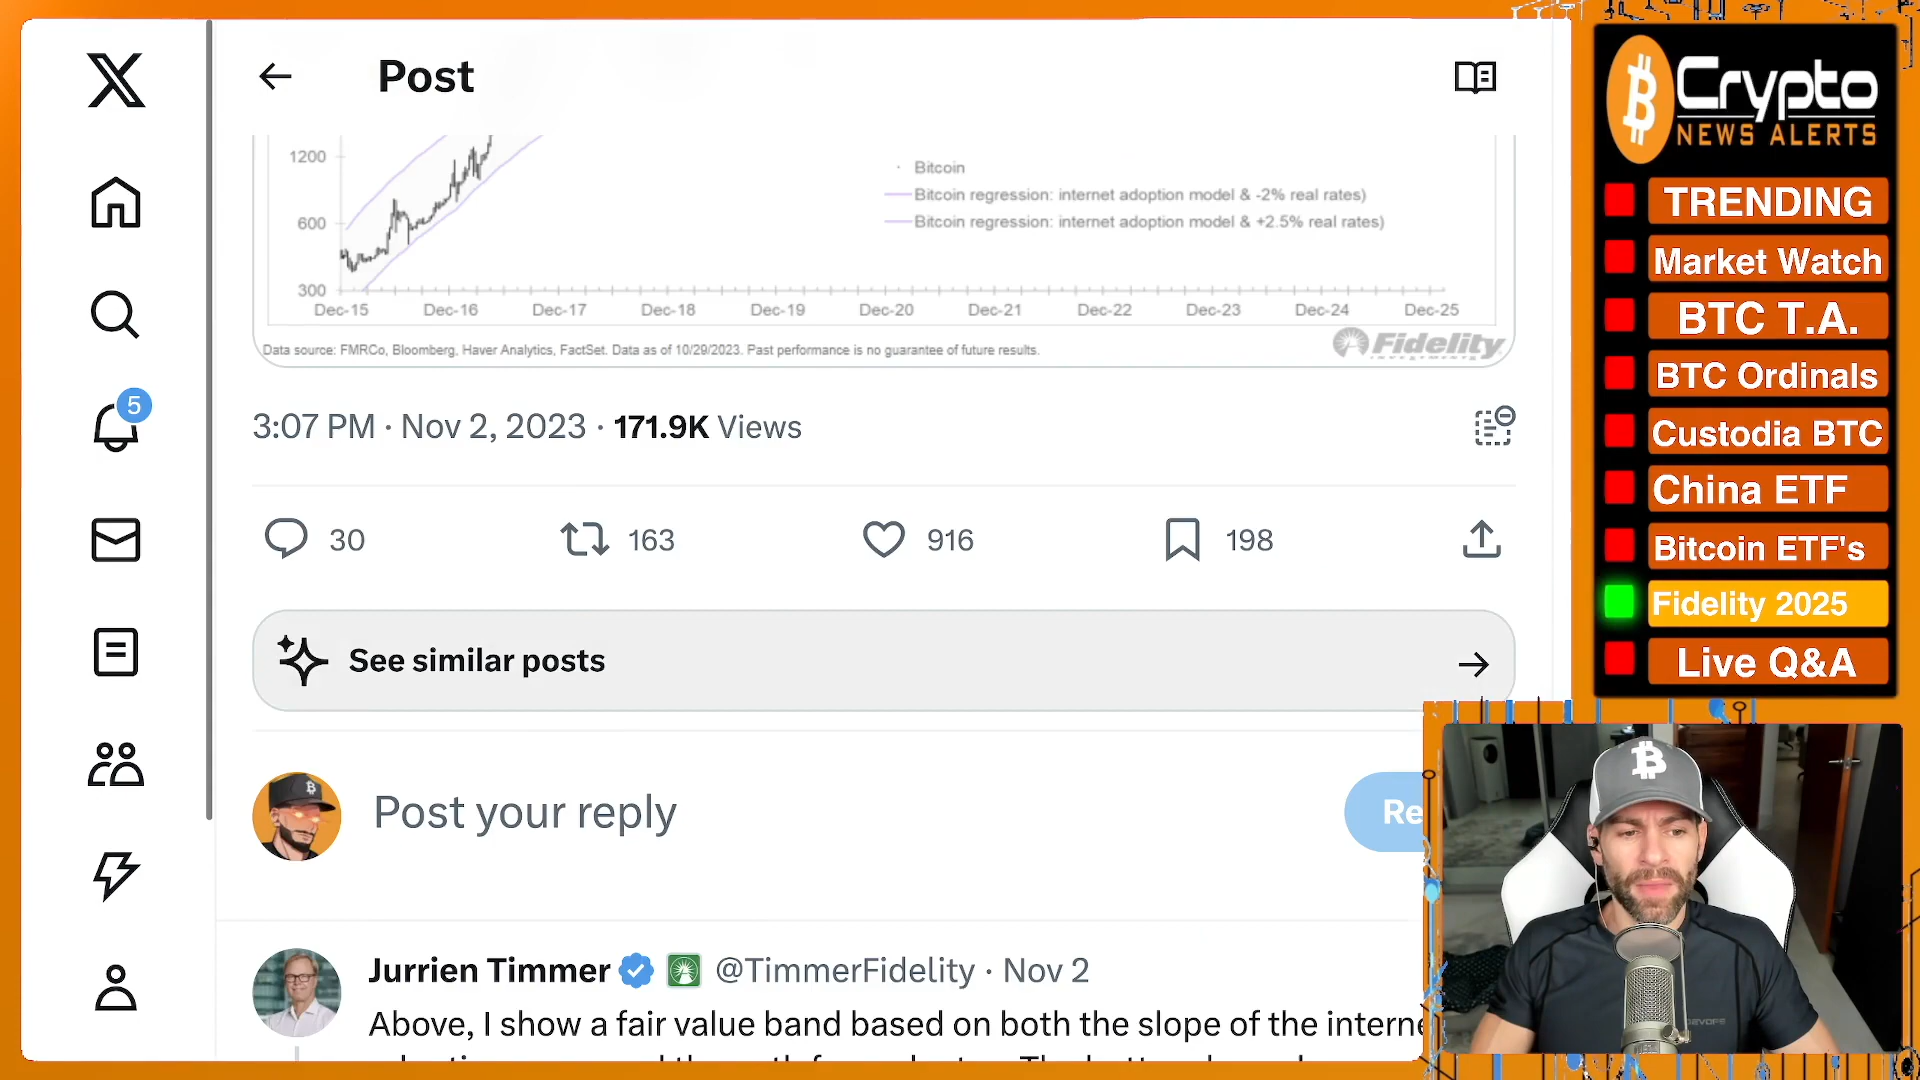 Post
1200
600
300
Bitcoin
Bitcoin regression: internet adoption model & -2% real rates)
Bitcoin regression: internet adoption model & +2.5% real rates)
Dec-15 Dec-16 Dec-17 Dec-18 Dec-19 Dec-20 Dec-21 Dec-22 Dec-23 Dec-24 Dec-25
Data source: FMRCo, Bloomberg, Haver Analytics, FactSet. Data as of 10/29/2023. Past performance is no guarantee of future results.
Fidelity
INVESTMENTS
3:07 PM · Nov 2, 2023 · 171.9K Views
30 163 916 198
See similar posts
Post your reply
Re
Jurrien Timmer @TimmerFidelity · Nov 2
Above, I show a fair value band based on both the slope of the interne
5
Crypto
NEWS ALERTS
TRENDING
Market Watch
BTC T.A.
BTC Ordinals
Custodia BTC
China ETF
Bitcoin ETF's
Fidelity 2025
Live Q&A